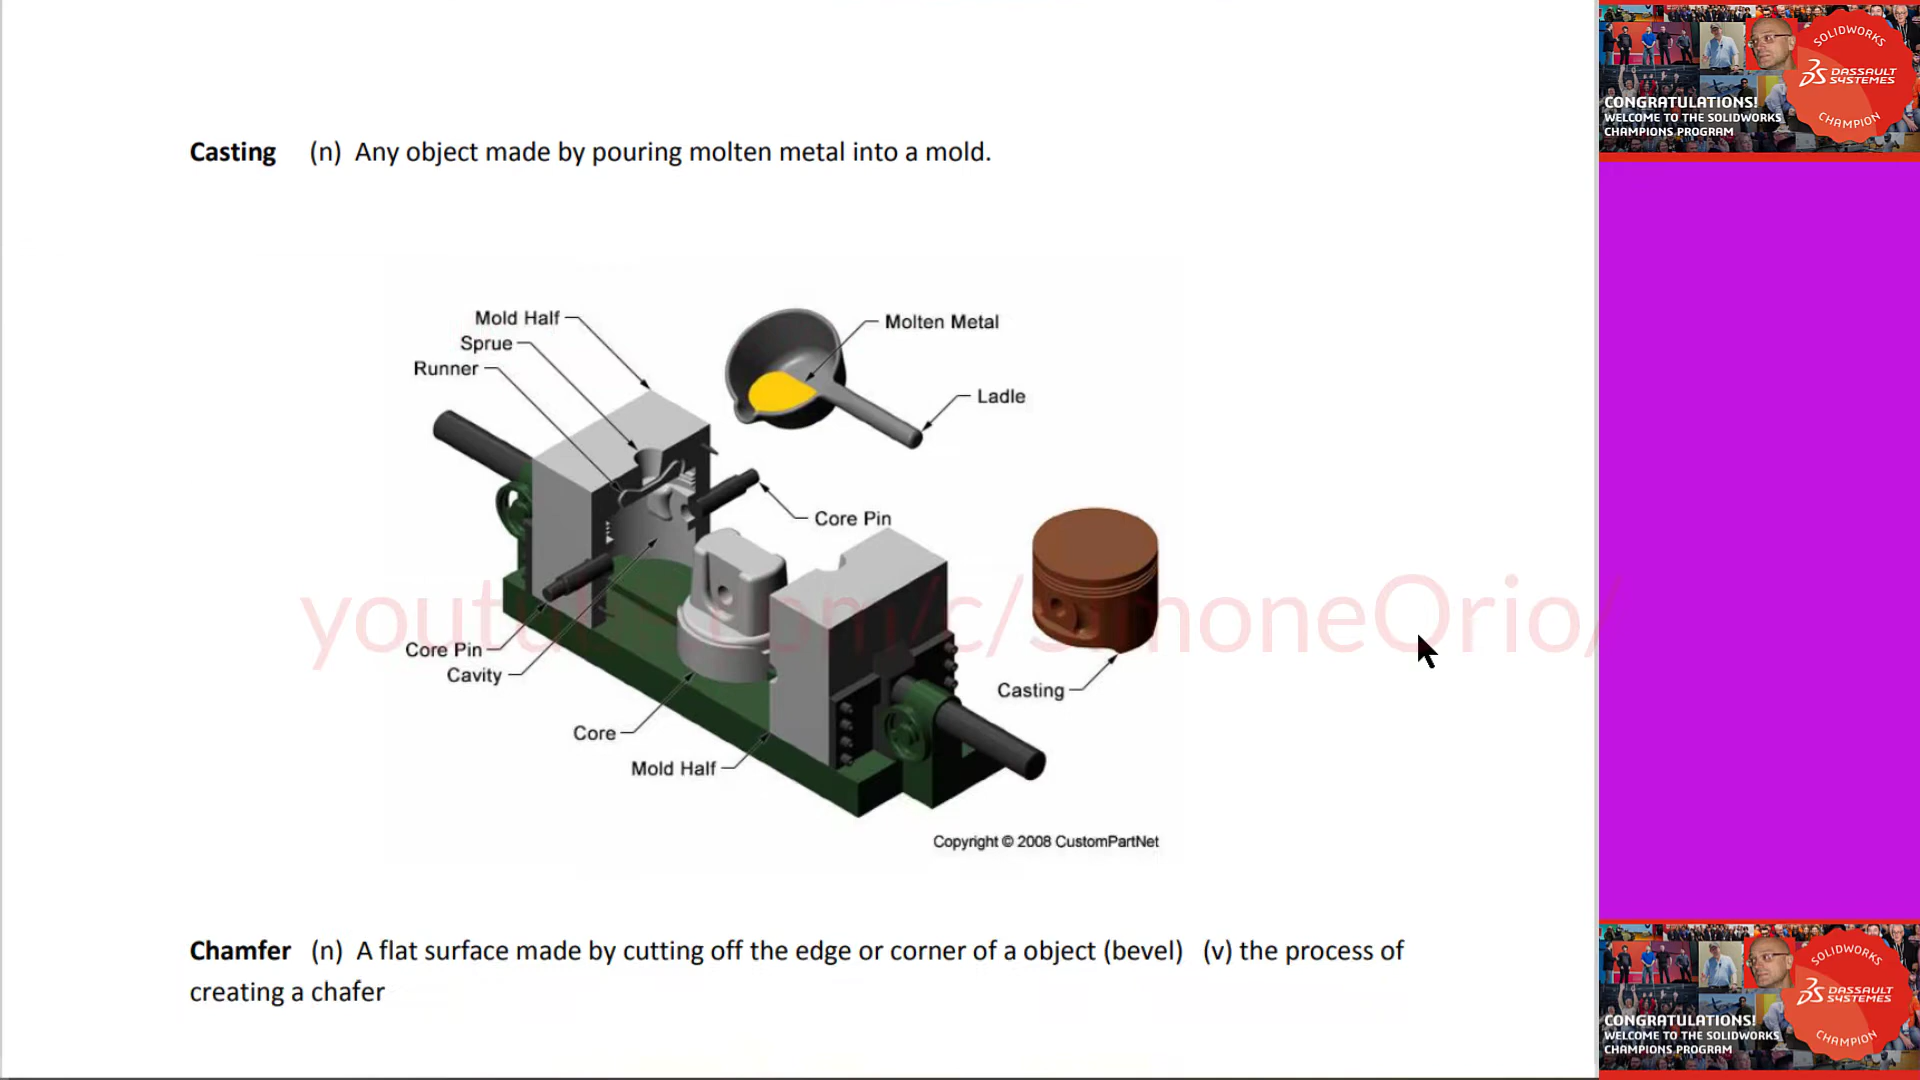 Casting (n) Any object made by pouring molten metal into a mold.
Mold Half
Sprue
Runner
Molten Metal
Ladle
Core Pin
Core Pin
Cavity
Core
Mold Half
Casting
Copyright © 2008 CustomPartNet
youtube.com/c/SimoneOrio/
Chamfer (n) A flat surface made by cutting off the edge or corner of a object (bevel) (v) the process of
creating a chafer
SOLIDWORKS
DASSAULT
SYSTEMES
CHAMPION
CONGRATULATIONS!
WELCOME TO THE SOLIDWORKS
CHAMPIONS PROGRAM
SOLIDWORKS
DASSAULT
SYSTEMES
CHAMPION
CONGRATULATIONS!
WELCOME TO THE SOLIDWORKS
CHAMPIONS PROGRAM